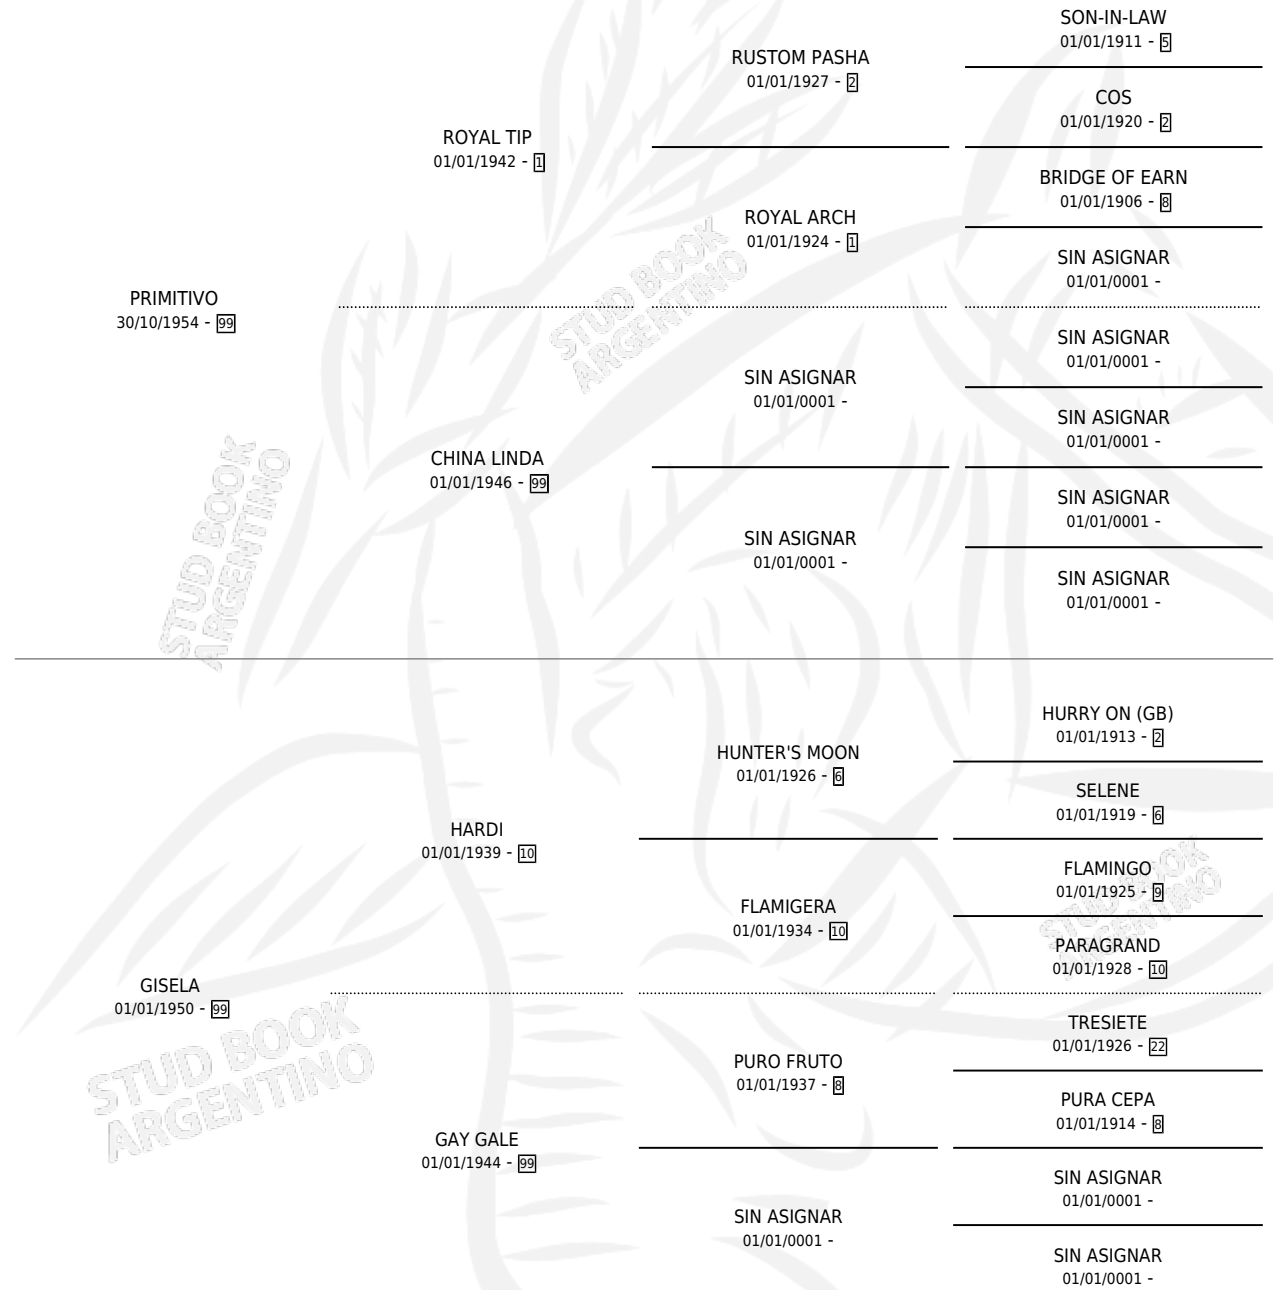 SON-IN-LAW
01/01/1911 - 5
RUSTOM PASHA
01/01/1927 - 2
COS
01/01/1920 - 2
ROYAL TIP
01/01/1942 - 1
BRIDGE OF EARN
01/01/1906 - 8
ROYAL ARCH
01/01/1924 - 1
SIN ASIGNAR
01/01/0001 -
PRIMITIVO
30/10/1954 - 99
SIN ASIGNAR
01/01/0001 -
SIN ASIGNAR
01/01/0001 -
SIN ASIGNAR
01/01/0001 -
CHINA LINDA
01/01/1946 - 99
SIN ASIGNAR
01/01/0001 -
SIN ASIGNAR
01/01/0001 -
SIN ASIGNAR
01/01/0001 -
STUD BOOK
ARGENTINO
STUD BOOK
ARGENTINO
HURRY ON (GB)
01/01/1913 - 2
HUNTER'S MOON
01/01/1926 - 6
SELENE
01/01/1919 - 6
HARDI
01/01/1939 - 10
FLAMINGO
01/01/1925 - 9
FLAMIGERA
01/01/1934 - 10
PARAGRAND
01/01/1928 - 10
GISELA
01/01/1950 - 99
TRESIETE
01/01/1926 - 22
PURO FRUTO
01/01/1937 - 8
PURA CEPA
01/01/1914 - 8
GAY GALE
01/01/1944 - 99
SIN ASIGNAR
01/01/0001 -
SIN ASIGNAR
01/01/0001 -
SIN ASIGNAR
01/01/0001 -
STUD BOOK
ARGENTINO
STUD BOOK
ARGENTINO